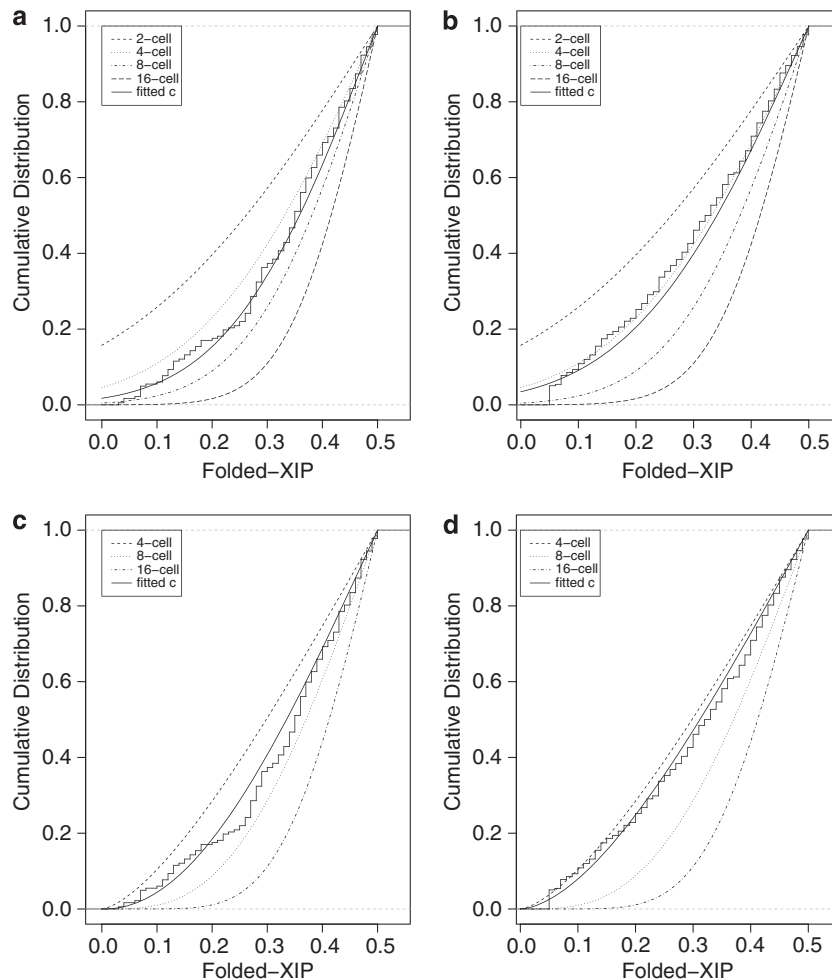 a
2-cell
4-cell
8-cell
16-cell
fitted c
1.0
0.8
0.6
0.4
0.2
0.0
Cumulative Distribution
0.0 0.1 0.2 0.3 0.4 0.5
Folded-XIP
b
2-cell
4-cell
8-cell
16-cell
fitted c
1.0
0.8
0.6
0.4
0.2
0.0
Cumulative Distribution
0.0 0.1 0.2 0.3 0.4 0.5
Folded-XIP
c
4-cell
8-cell
16-cell
fitted c
1.0
0.8
0.6
0.4
0.2
0.0
Cumulative Distribution
0.0 0.1 0.2 0.3 0.4 0.5
Folded-XIP
d
4-cell
8-cell
16-cell
fitted c
1.0
0.8
0.6
0.4
0.2
0.0
Cumulative Distribution
0.0 0.1 0.2 0.3 0.4 0.5
Folded-XIP